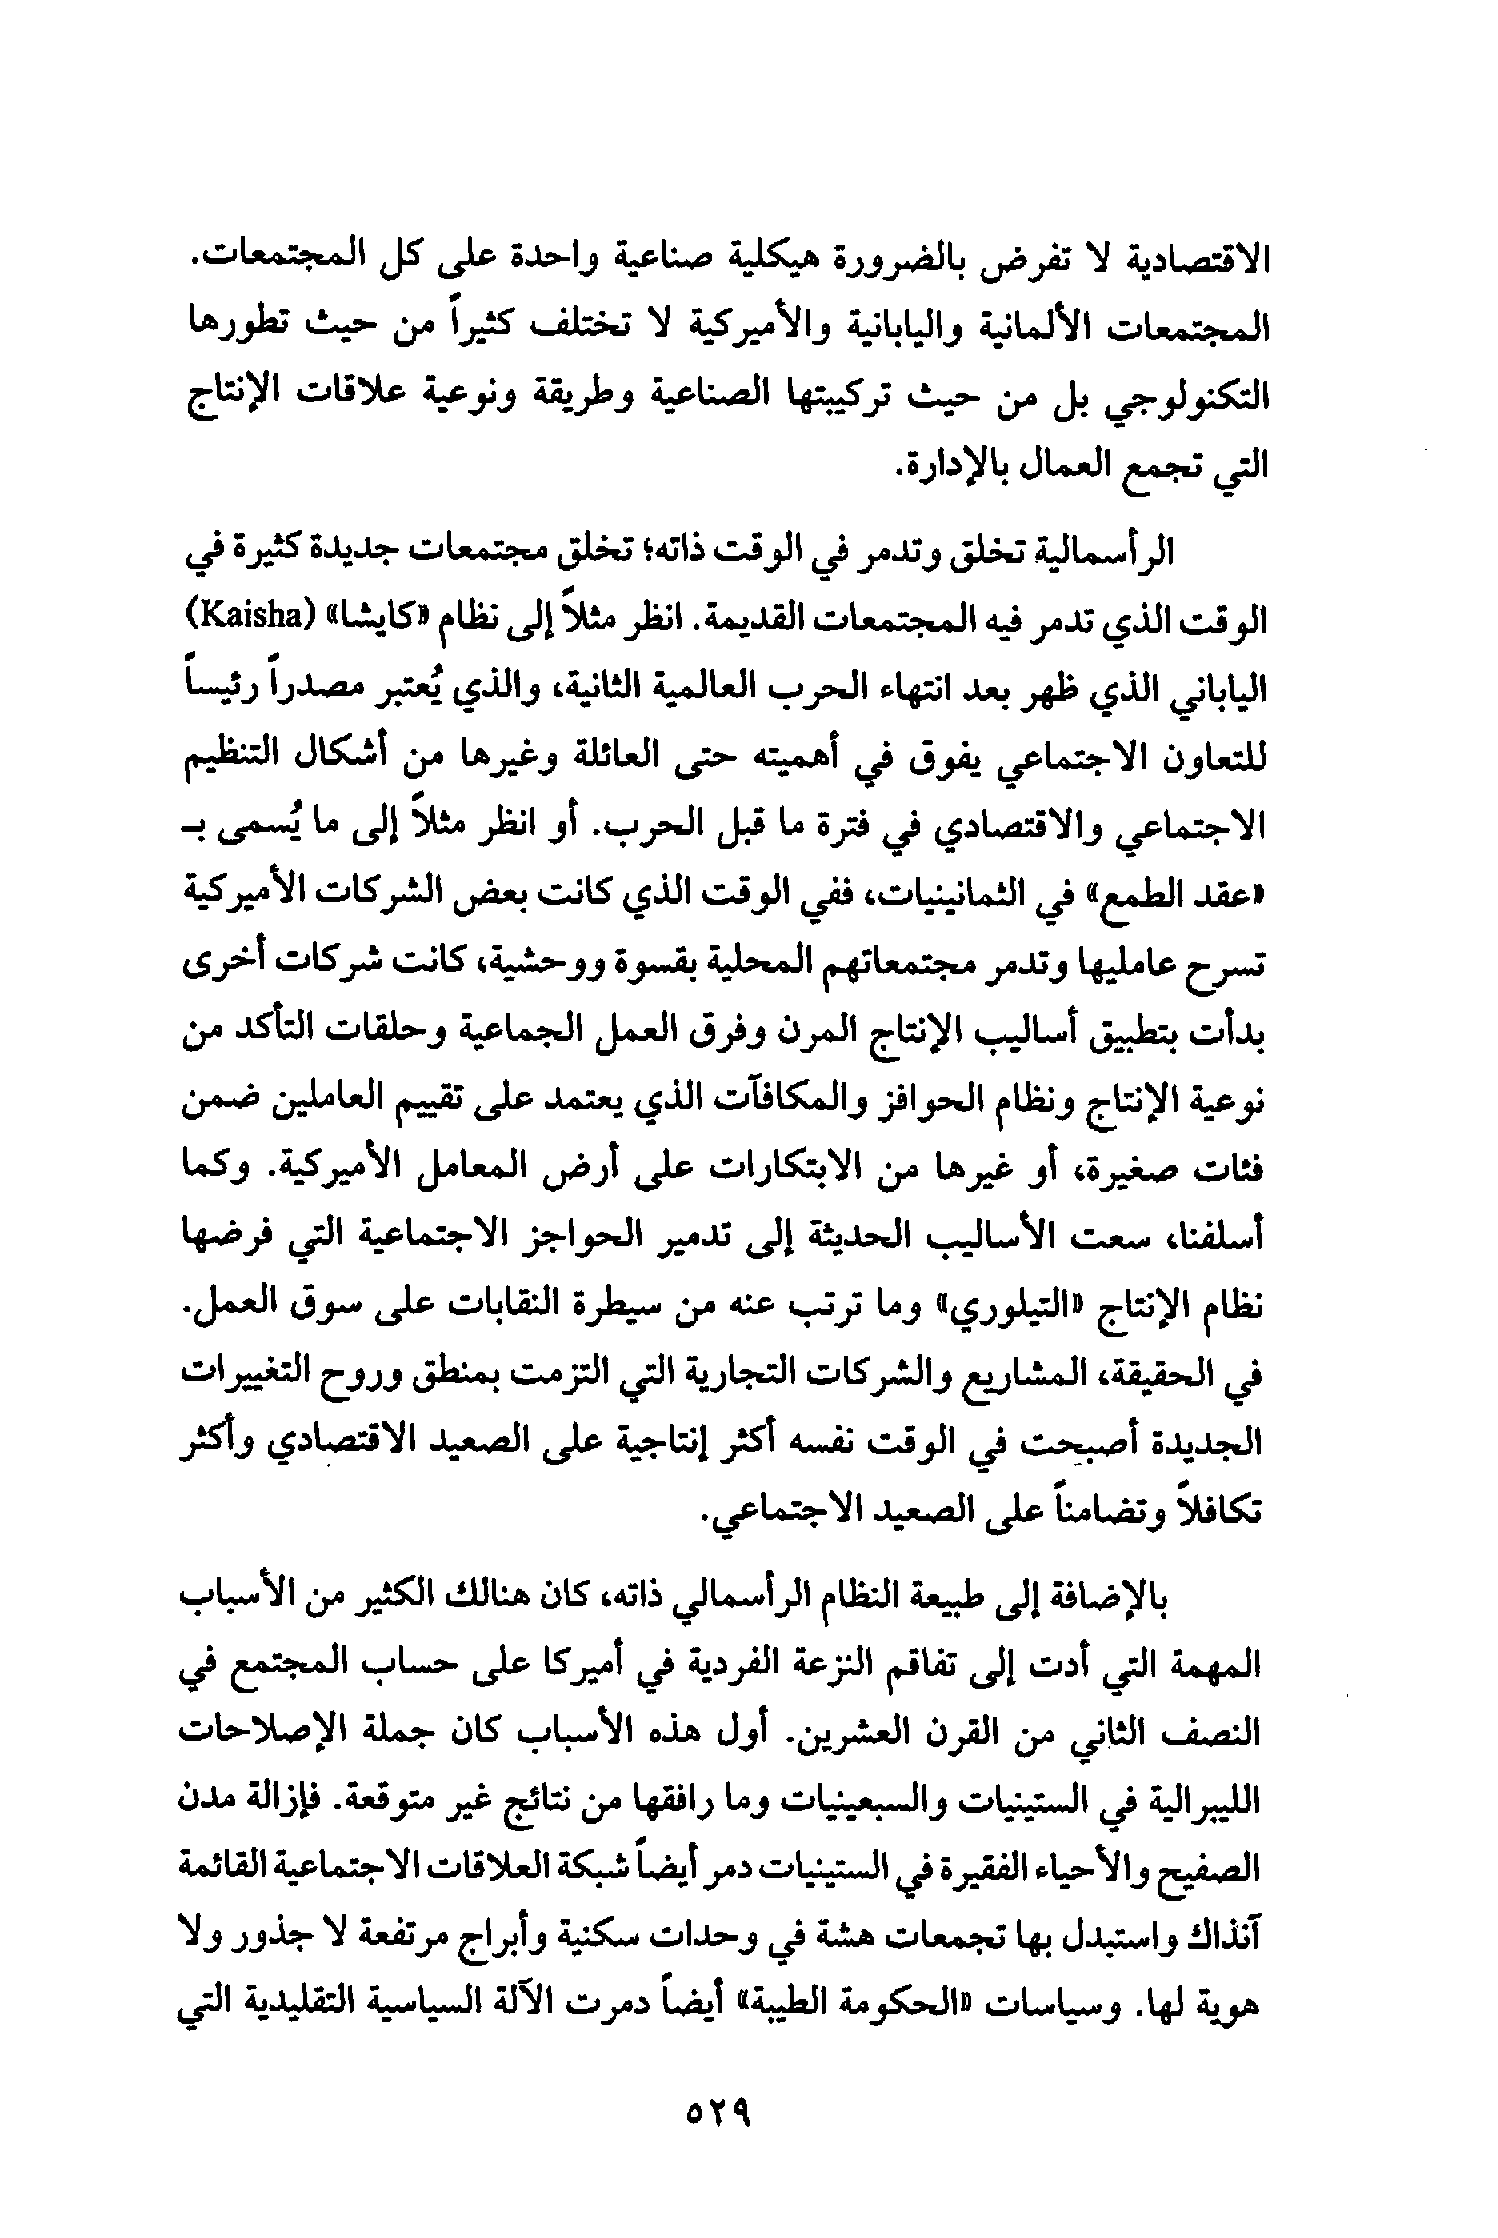 الاقتصادية لا تفرض بالضرورة هيكلية صناعية واحدة على كل المجتمعات.
المجتمعات الألمانية واليابانية والأميركية لا تختلف كثيراً من حيث تطورها
التكنولوجي بل من حيث تركيبتها الصناعية وطريقة ونوعية علاقات الإنتاج
التي تجمع العمال بالإدارة.
الرأسمالية تخلق وتدمر في الوقت ذاته؛ تخلق مجتمعات جديدة كثيرة في
الوقت الذي تدمر فيه المجتمعات القديمة. انظر مثلاً إلى نظام «كايشا» (Kaisha)
الياباني الذي ظهر بعد انتهاء الحرب العالمية الثانية، والذي يُعتبر مصدراً رئيساً
للتعاون الاجتماعي يفوق في أهميته حتى العائلة وغيرها من أشكال التنظيم
الاجتماعي والاقتصادي في فترة ما قبل الحرب. أو انظر مثلاً إلى ما يُسمى بـ
«عقد الطمع» في الثمانينيات، ففي الوقت الذي كانت بعض الشركات الأميركية
تسرح عامليها وتدمر مجتمعاتهم المحلية بقسوة ووحشية، كانت شركات أخرى
بدأت بتطبيق أساليب الإنتاج المرن وفرق العمل الجماعية وحلقات التأكد من
نوعية الإنتاج ونظام الحوافز والمكافآت الذي يعتمد على تقييم العاملين ضمن
فئات صغيرة، أو غيرها من الابتكارات على أرض المعامل الأميركية. وكما
أسلفنا، سعت الأساليب الحديثة إلى تدمير الحواجز الاجتماعية التي فرضها
نظام الإنتاج «التيلوري» وما ترتب عنه من سيطرة النقابات على سوق العمل.
في الحقيقة، المشاريع والشركات التجارية التي التزمت بمنطق وروح التغييرات
الجديدة أصبحت في الوقت نفسه أكثر إنتاجية على الصعيد الاقتصادي وأكثر
تكافلاً وتضامناً على الصعيد الاجتماعي.
بالإضافة إلى طبيعة النظام الرأسمالي ذاته، كان هنالك الكثير من الأسباب
المهمة التي أدت إلى تفاقم النزعة الفردية في أميركا على حساب المجتمع في
النصف الثاني من القرن العشرين. أول هذه الأسباب كان جملة الإصلاحات
الليبرالية في الستينيات والسبعينيات وما رافقها من نتائج غير متوقعة. فإزالة مدن
الصفيح والأحياء الفقيرة في الستينيات دمر أيضاً شبكة العلاقات الاجتماعية القائمة
آنذاك واستبدل بها تجمعات هشة في وحدات سكنية وأبراج مرتفعة لا جذور ولا
هوية لها. وسياسات «الحكومة الطيبة» أيضاً دمرت الآلة السياسية التقليدية التي
٥٢٩